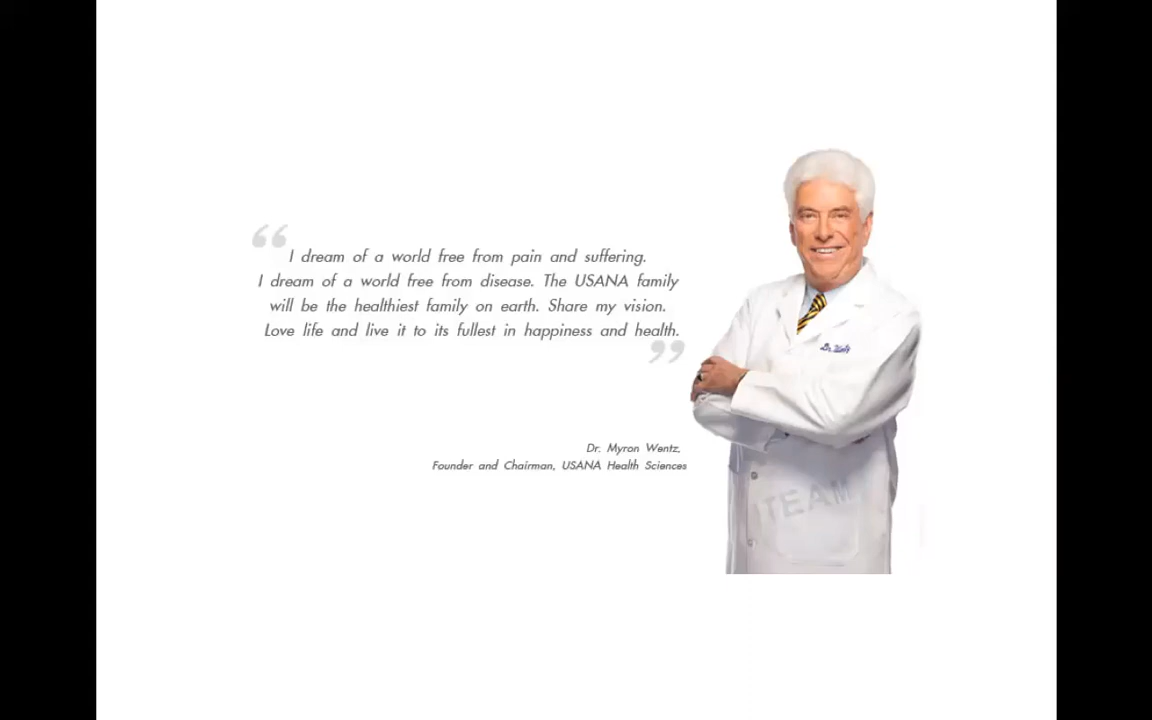 “ I dream of a world free from pain and suffering.
I dream of a world free from disease. The USANA family
will be the healthiest family on earth. Share my vision.
Love life and live it to its fullest in happiness and health. ”
Dr. Myron Wentz,
Founder and Chairman, USANA Health Sciences
Dr. Wentz
TEAM